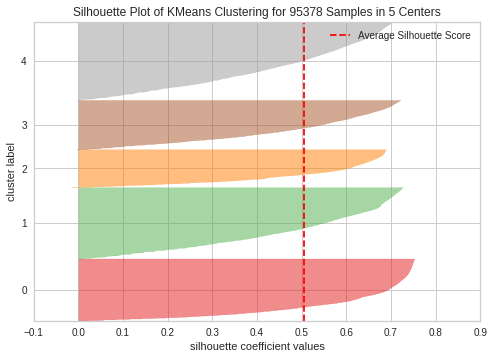 Silhouette Plot of KMeans Clustering for 95378 Samples in 5 Centers
Average Silhouette Score
cluster label
4
3
2
1
0
−0.1 0.0 0.1 0.2 0.3 0.4 0.5 0.6 0.7 0.8 0.9
silhouette coefficient values